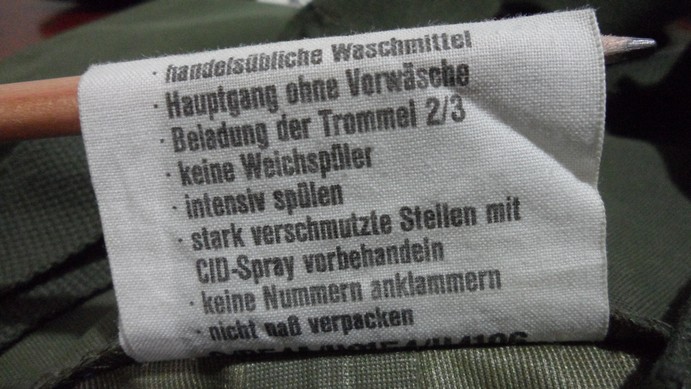 · handelsübliche Waschmittel
· Hauptgang ohne Vorwäsche
· Beladung der Trommel 2/3
· keine Weichspüler
· intensiv spülen
· stark verschmutzte Stellen mit
CID-Spray vorbehandeln
· keine Nummern anklammern
· nicht naß verpacken